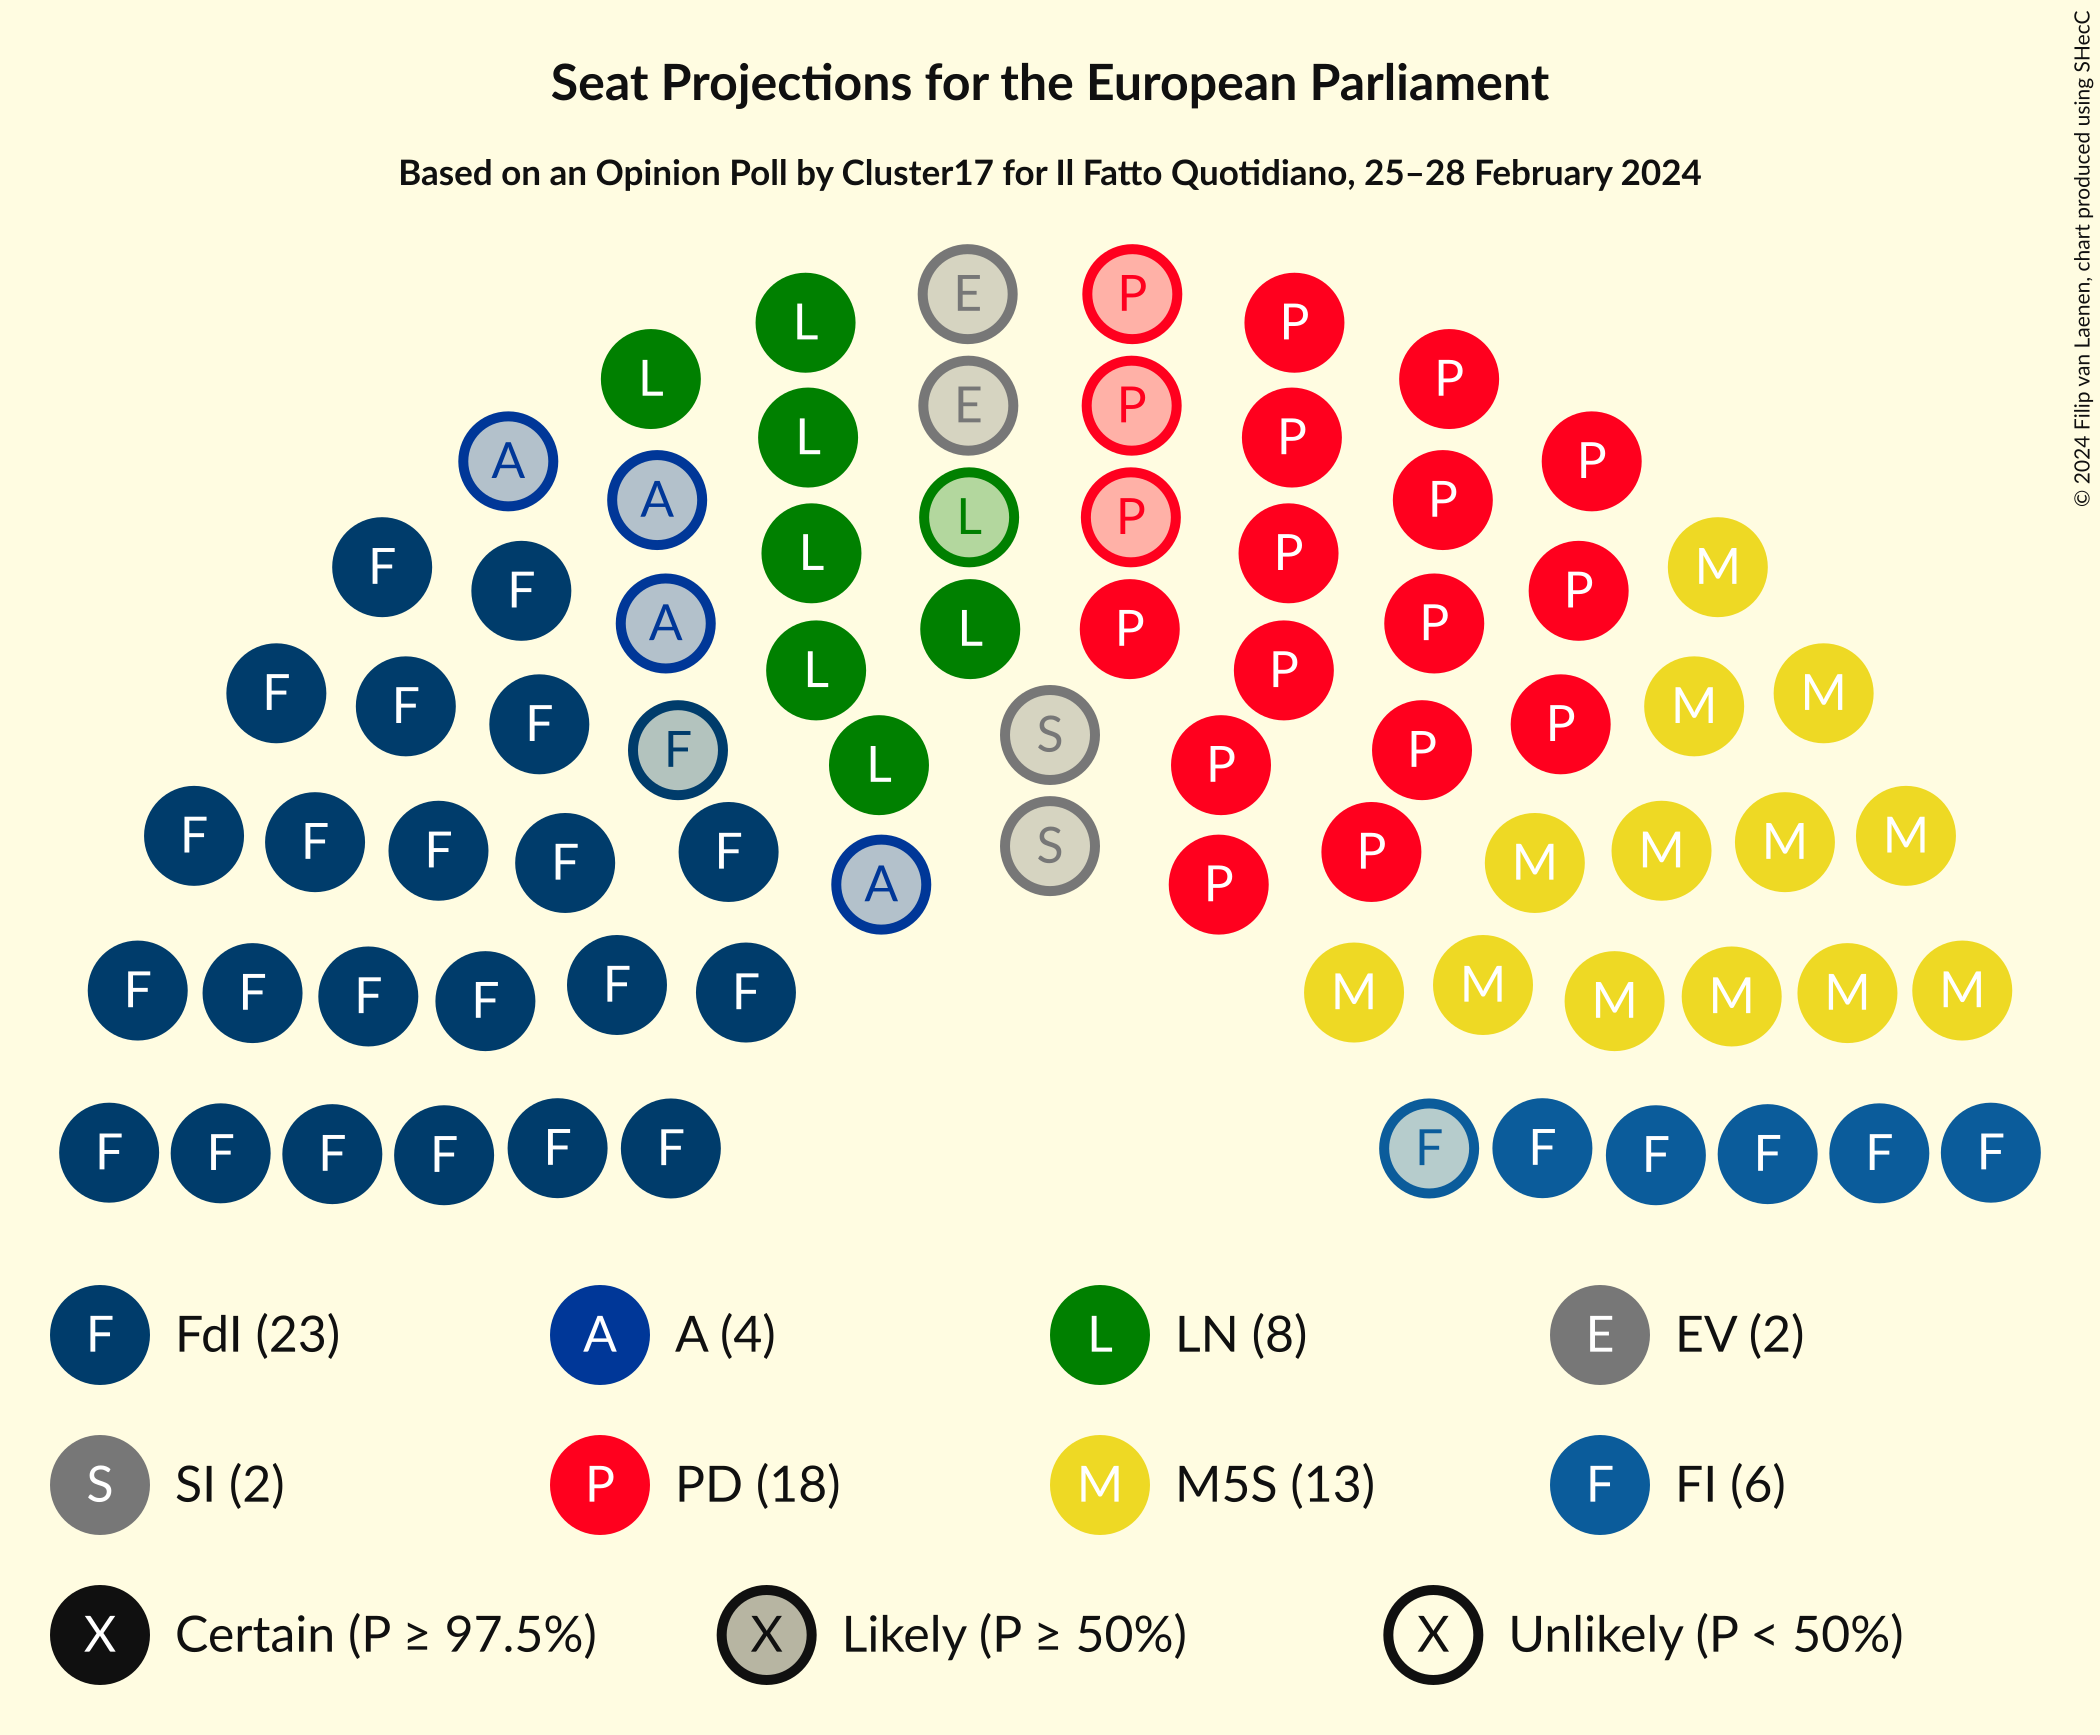 Seat Projections for the European Parliament
Based on an Opinion Poll by Cluster17 for Il Fatto Quotidiano, 25–28 February 2024
© 2024 Filip van Laenen, chart produced using SHecC
E P
L P
L P
E P
A L P P
L P
A P
L P
F M
L P
F P
A P
L P
F M
F M
L P
F P
S
F P
L P
F M
F M
S
F M
F P
F M
A P
F M
F M
F M
F M
F M
F M
F F F F F F F F F F F F
F FdI (23) A A (4) L LN (8) E EV (2)
S SI (2) P PD (18) M M5S (13) F FI (6)
X Certain (P ≥ 97.5%) X Likely (P ≥ 50%) X Unlikely (P < 50%)